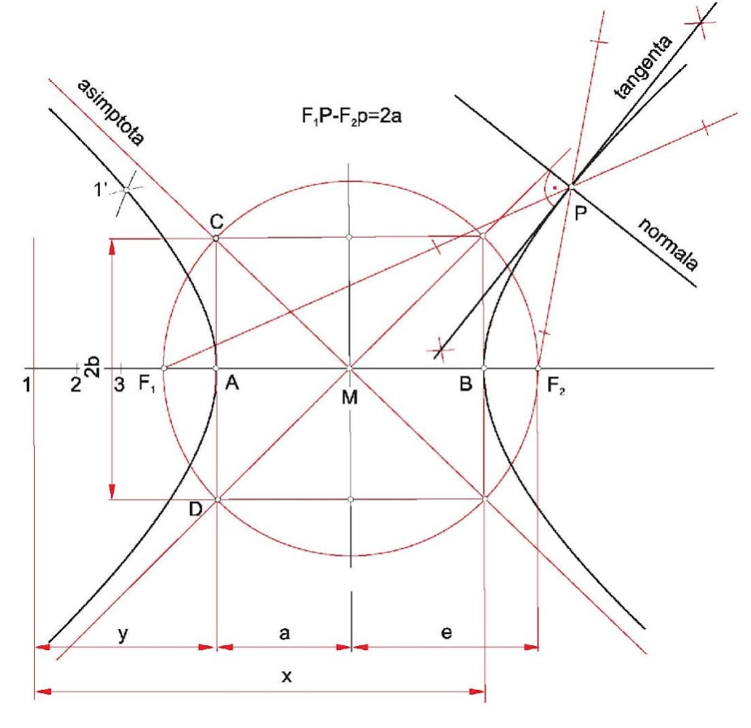 tangenta
asimptota
F₁P-F₂p=2a
1'
P
C
normala
2b
1 2 3 F₁ A M B F₂
D
y a e
x